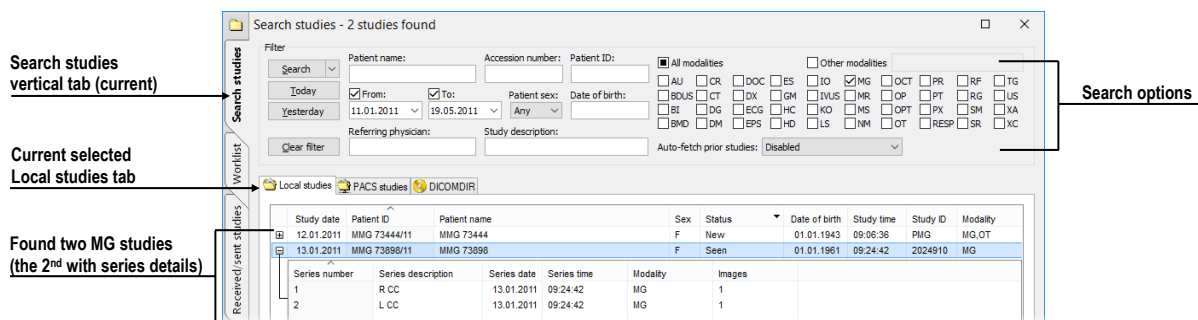 Search studies - 2 studies found
Search studies
vertical tab (current)
Current selected
Local studies tab
Found two MG studies
(the 2nd with series details)
Search options
Search studies
Worklist
Received/sent studies
Filter
Search
Today
Yesterday
Clear filter
Patient name:
Accession number:
Patient ID:
From:
To:
Patient sex:
Date of birth:
11.01.2011
19.05.2011
Any
Referring physician:
Study description:
All modalities
Other modalities
AU CR DOC ES IO MG OCT PR RF TG
BDUS CT DX GM IVUS MR OP PT RG US
BI DG ECG HC KO MS OPT PX SM XA
BMD DM EPS HD LS NM OT RESP SR XC
Auto-fetch prior studies: Disabled
Local studies PACS studies DICOMDIR
Study date Patient ID Patient name Sex Status Date of birth Study time Study ID Modality
12.01.2011 MMG 73444/11 MMG 73444 F New 01.01.1943 09:06:36 PMG MG,OT
13.01.2011 MMG 73898/11 MMG 73898 F Seen 01.01.1961 09:24:42 2024910 MG
Series number Series description Series date Series time Modality Images
1 R CC 13.01.2011 09:24:42 MG 1
2 L CC 13.01.2011 09:24:42 MG 1